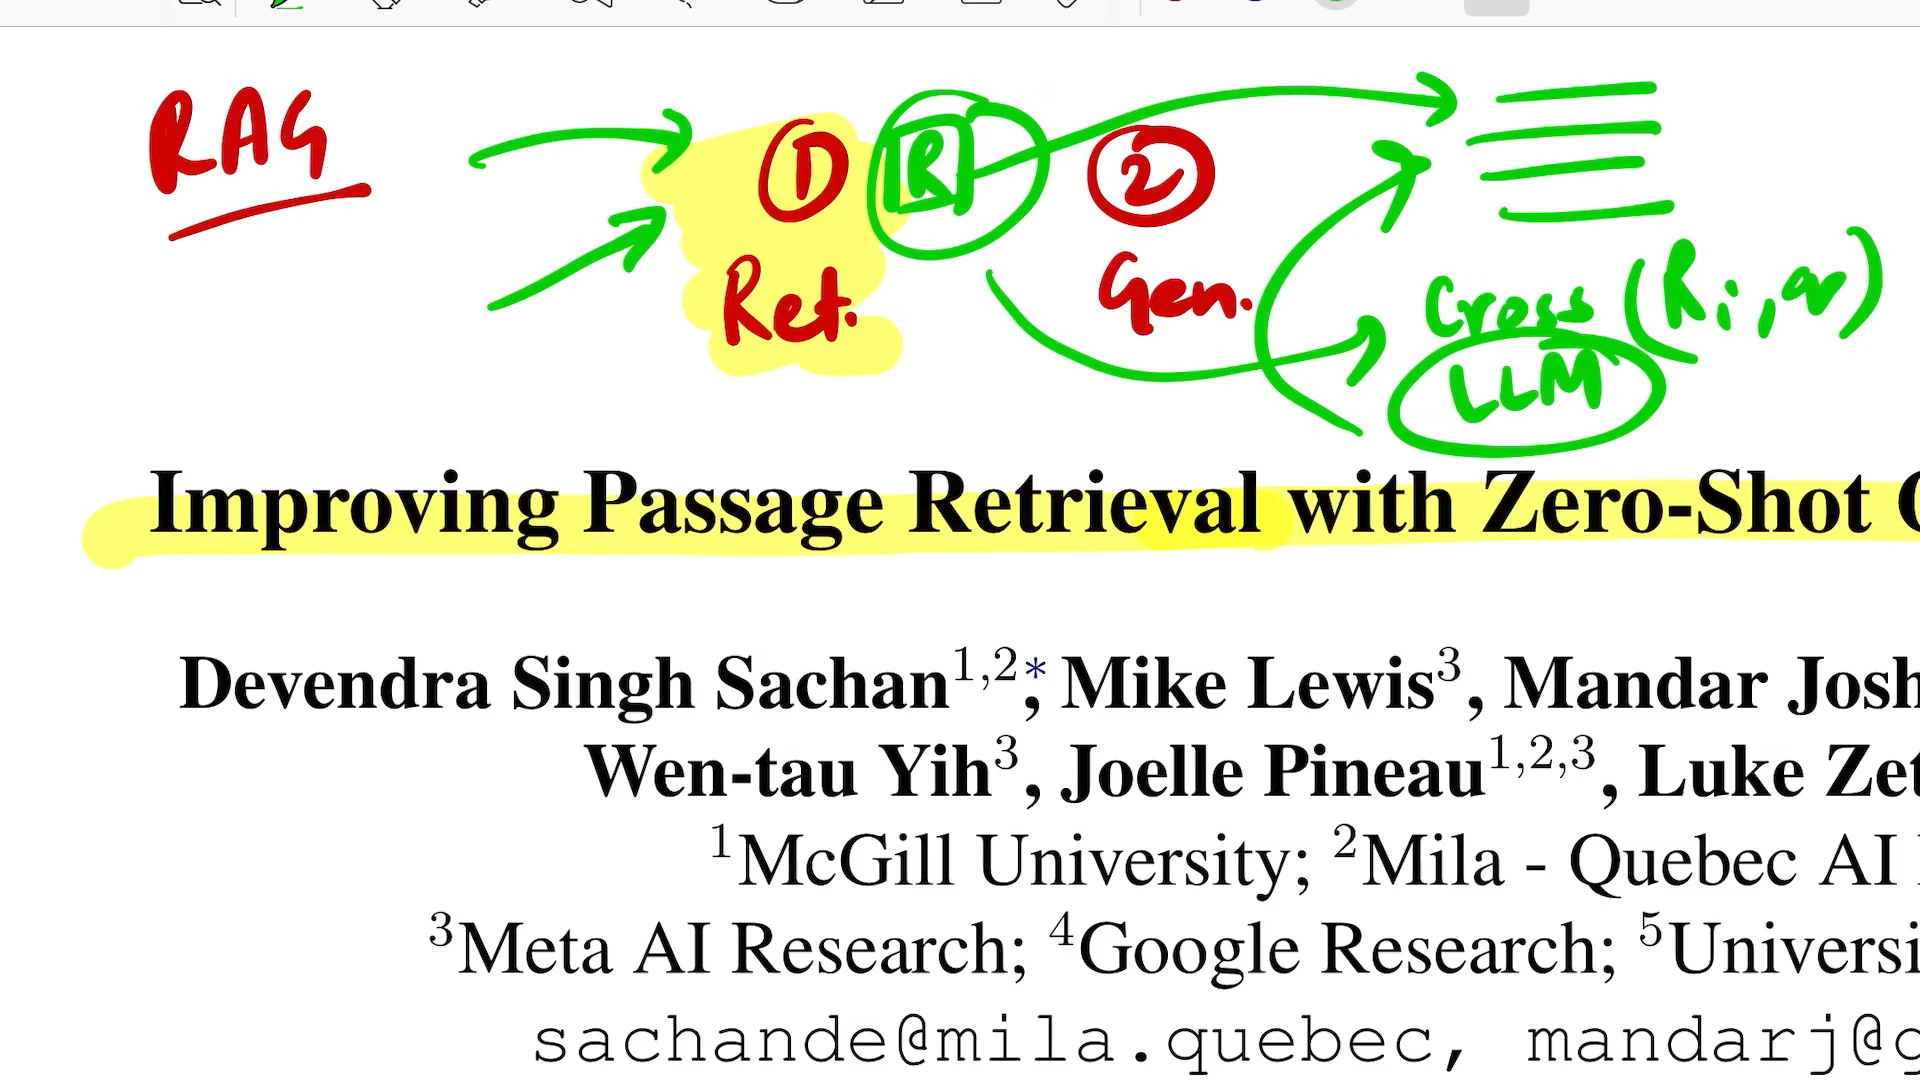 RAG ① R ②
Ret. Gen. Cross (Ri, q)
LLM
Improving Passage Retrieval with Zero-Shot
Devendra Singh Sachan1,2*, Mike Lewis3, Mandar Josh
Wen-tau Yih3, Joelle Pineau1,2,3, Luke Zet
1McGill University; 2Mila - Quebec AI
3Meta AI Research; 4Google Research; 5Universi
sachande@mila.quebec, mandarj@g